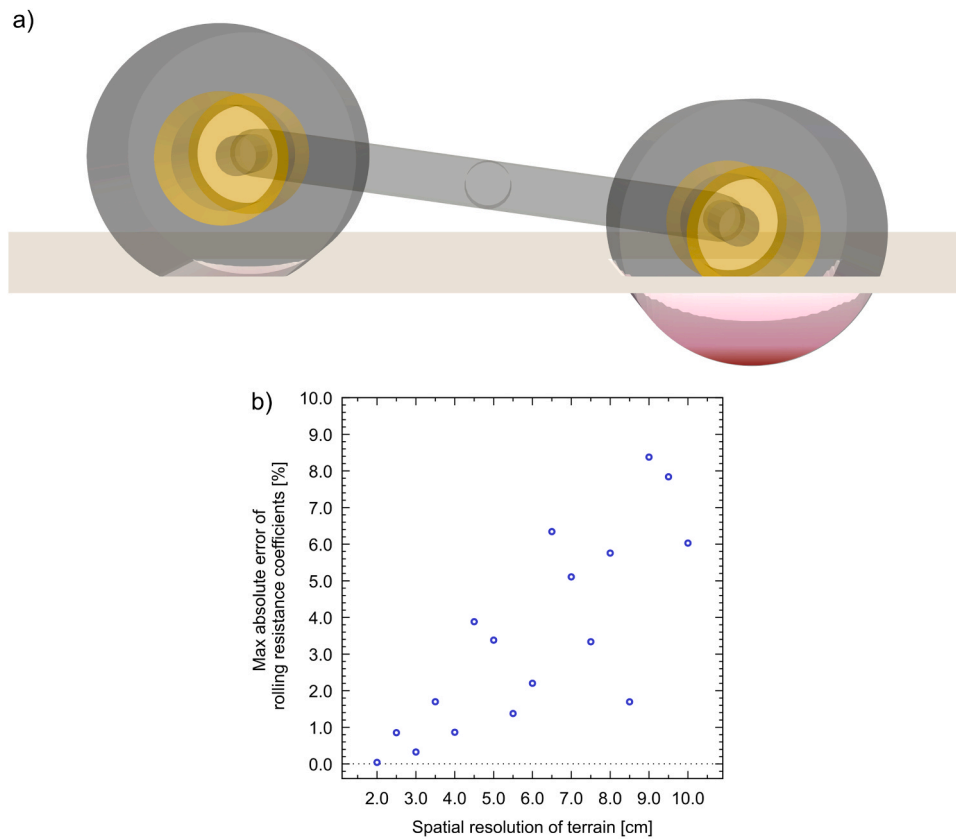 a)
b)
Max absolute error of
rolling resistance coefficients [%]
10.0
9.0
8.0
7.0
6.0
5.0
4.0
3.0
2.0
1.0
0.0
2.0 3.0 4.0 5.0 6.0 7.0 8.0 9.0 10.0
Spatial resolution of terrain [cm]